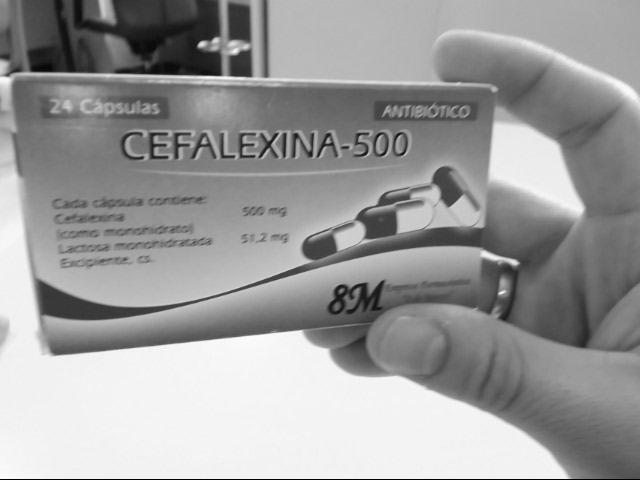 24 Cápsulas
ANTIBIÓTICO
CEFALEXINA-500
Cada cápsula contiene:
Cefalexina 500 mg
(como monohidrato)
Lactosa monohidratada 51,2 mg
Excipiente, cs.
8M